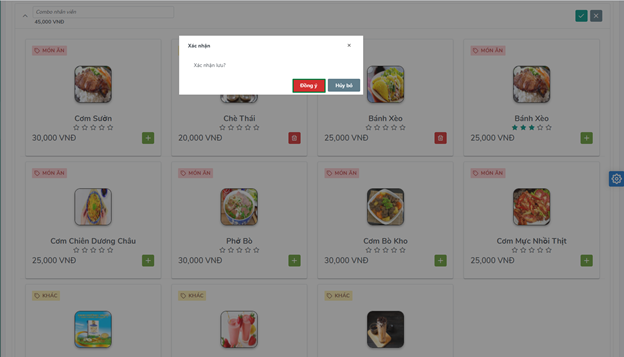 Combo nhân viên
45,000 VNĐ
Xác nhận
×
Xác nhận lưu?
Đồng ý
Hủy bỏ
MÓN ĂN
MÓN ĂN
Cơm Sườn
Chè Thái
Bánh Xèo
Bánh Xèo
30,000 VNĐ
20,000 VNĐ
25,000 VNĐ
25,000 VNĐ
MÓN ĂN
MÓN ĂN
MÓN ĂN
MÓN ĂN
Cơm Chiên Dương Châu
Phở Bò
Cơm Bò Kho
Cơm Mực Nhồi Thịt
25,000 VNĐ
30,000 VNĐ
30,000 VNĐ
25,000 VNĐ
KHÁC
KHÁC
KHÁC